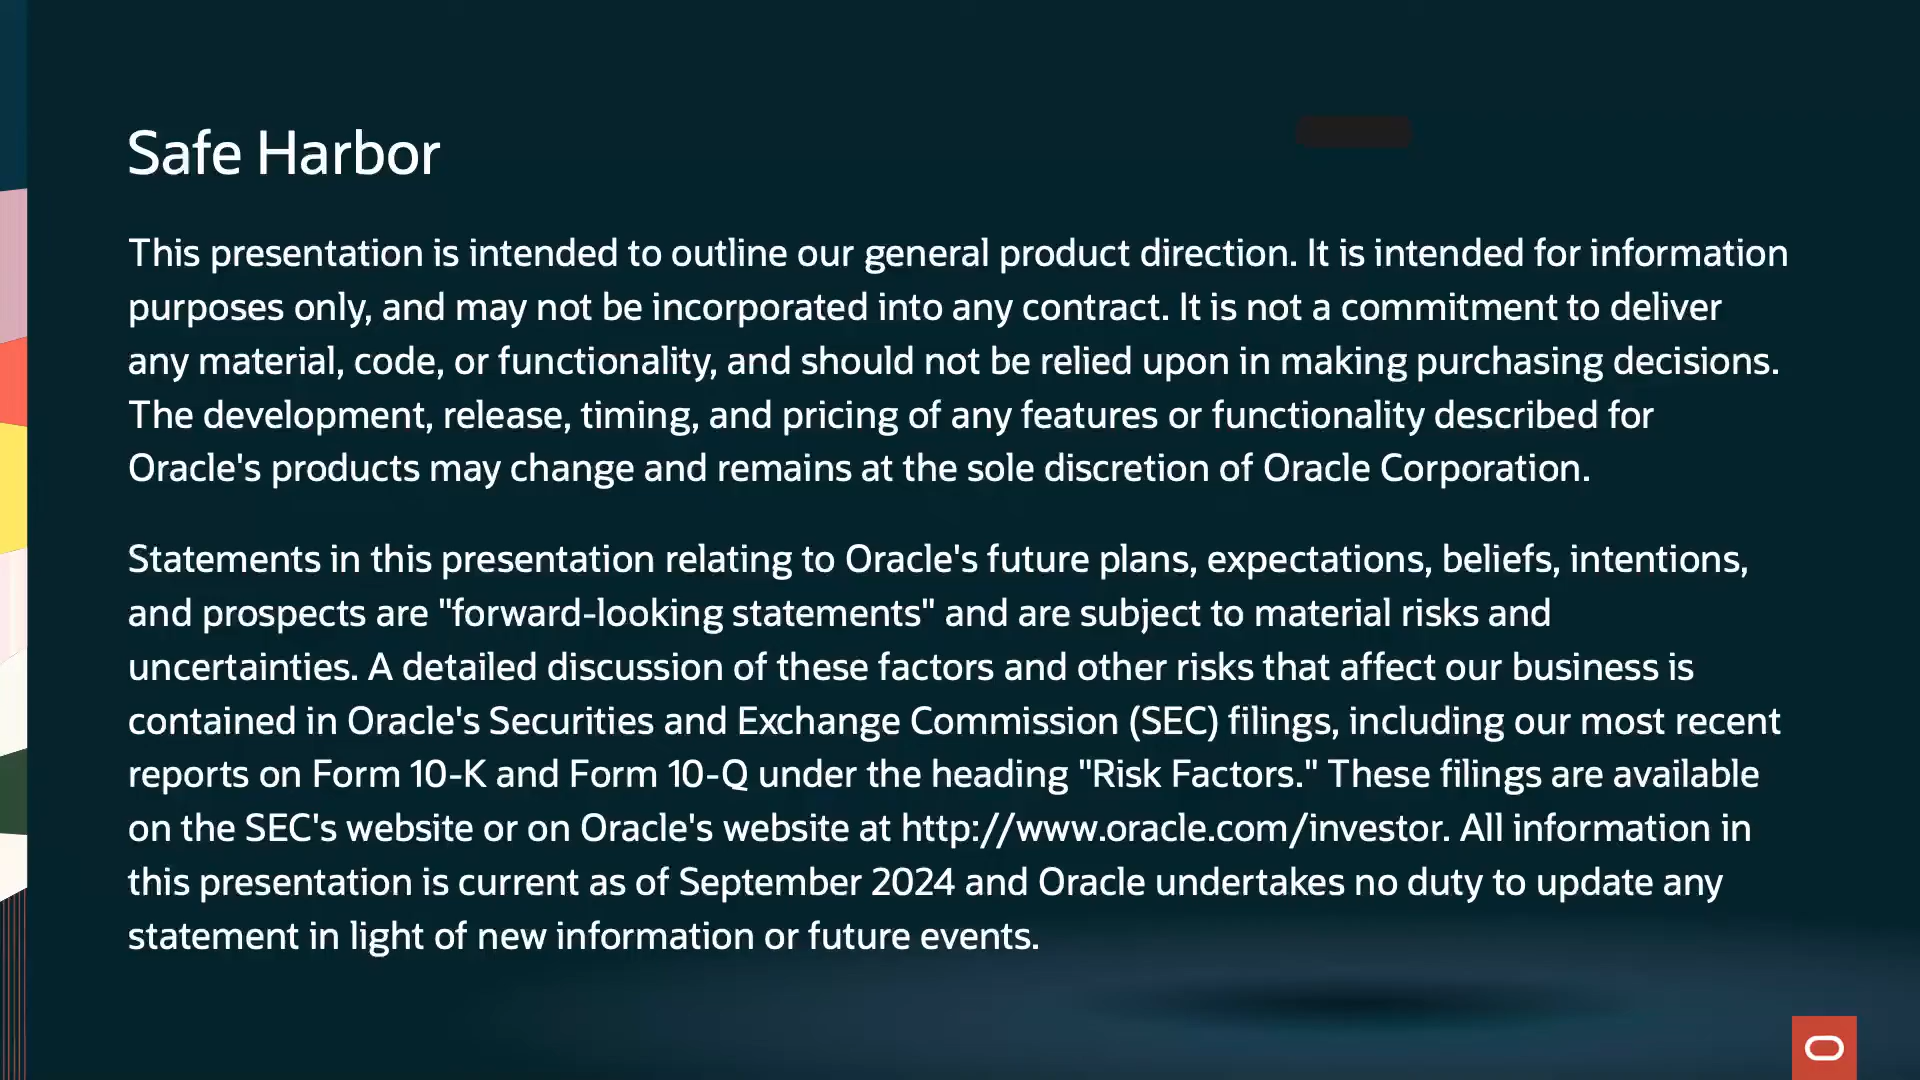 Safe Harbor
This presentation is intended to outline our general product direction. It is intended for information
purposes only, and may not be incorporated into any contract. It is not a commitment to deliver
any material, code, or functionality, and should not be relied upon in making purchasing decisions.
The development, release, timing, and pricing of any features or functionality described for
Oracle's products may change and remains at the sole discretion of Oracle Corporation.
Statements in this presentation relating to Oracle's future plans, expectations, beliefs, intentions,
and prospects are "forward-looking statements" and are subject to material risks and
uncertainties. A detailed discussion of these factors and other risks that affect our business is
contained in Oracle's Securities and Exchange Commission (SEC) filings, including our most recent
reports on Form 10-K and Form 10-Q under the heading "Risk Factors." These filings are available
on the SEC's website or on Oracle's website at http://www.oracle.com/investor. All information in
this presentation is current as of September 2024 and Oracle undertakes no duty to update any
statement in light of new information or future events.